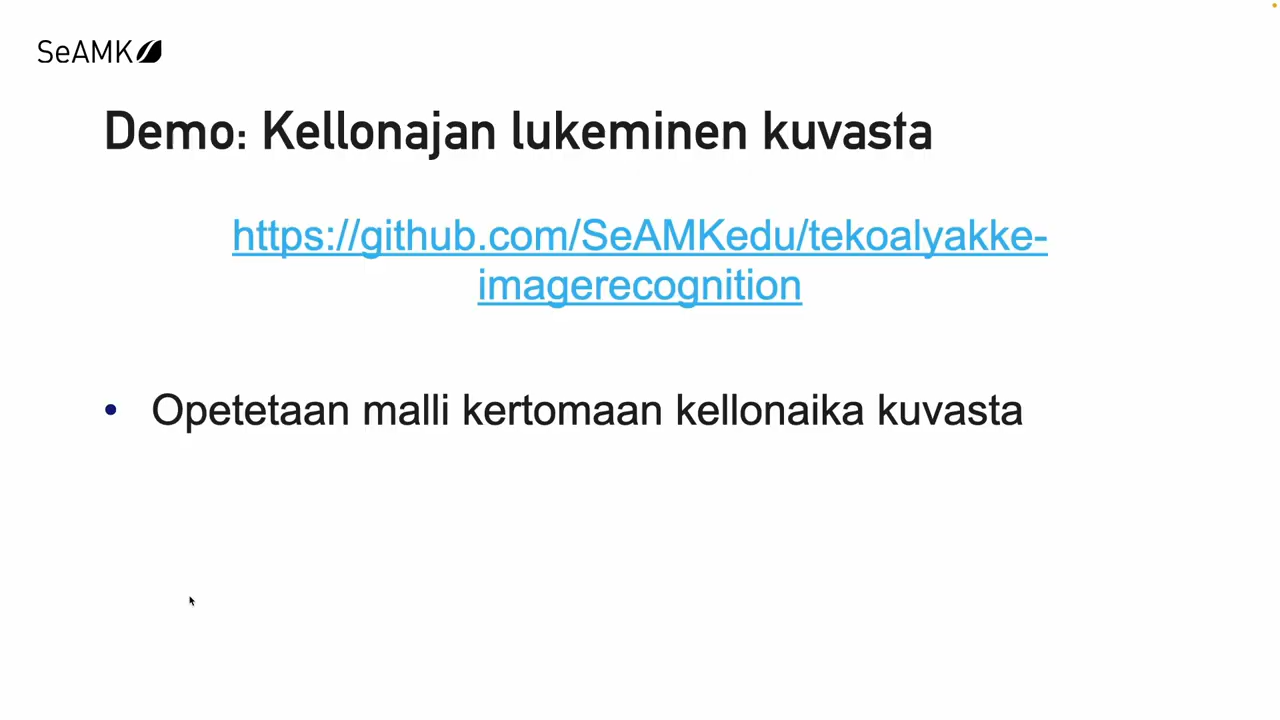 SeAMK
Demo: Kellonajan lukeminen kuvasta
https://github.com/SeAMKedu/tekoalyakke-
imagerecognition
• Opetetaan malli kertomaan kellonaika kuvasta